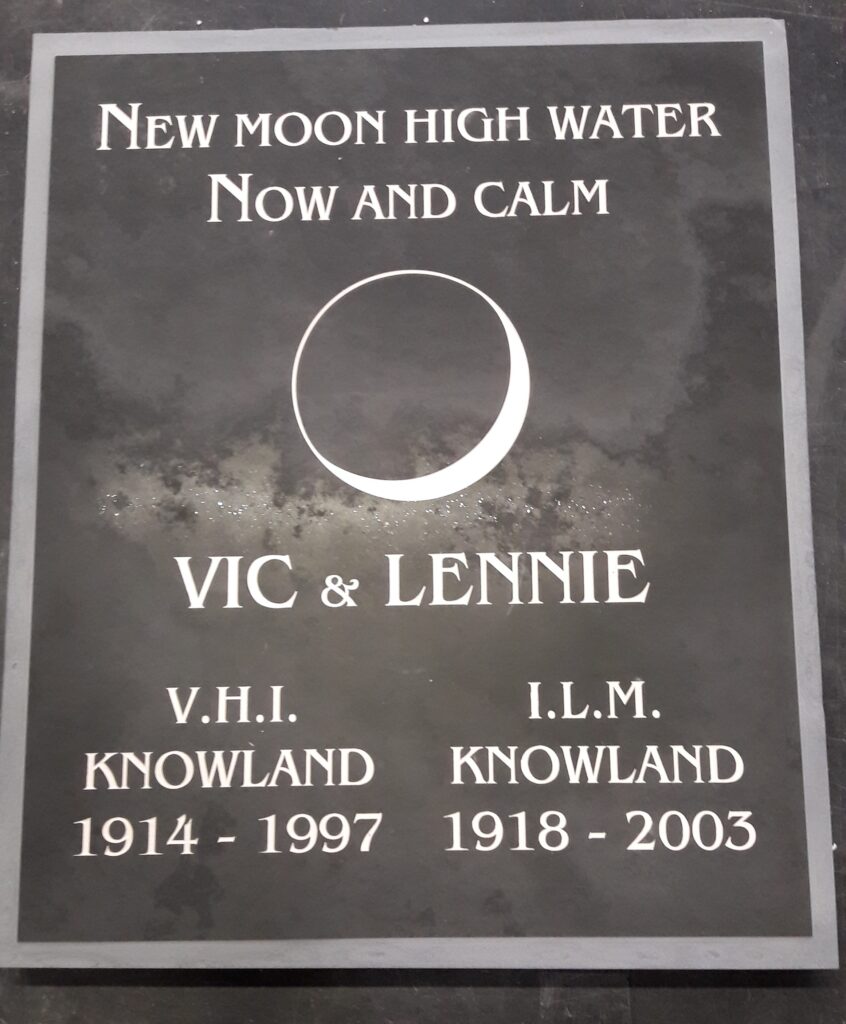 New moon high water
Now and calm
VIC & LENNIE
V.H.I.
KNOWLAND
1914 - 1997
I.L.M.
KNOWLAND
1918 - 2003